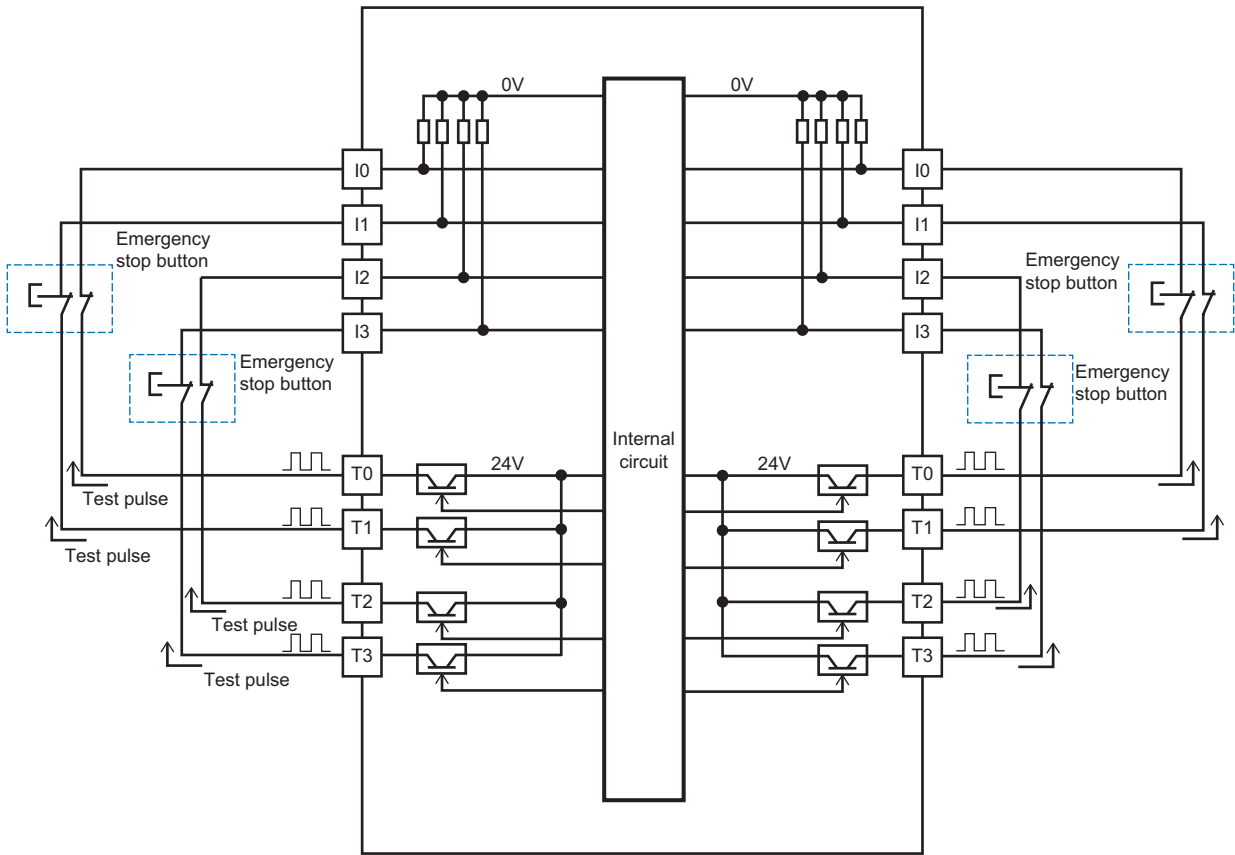 0V
0V
I0
I0
I1
I1
Emergency
stop button
I2
I2
Emergency
stop button
I3
I3
Emergency
stop button
Emergency
stop button
Internal
circuit
T0
24V
24V
T0
Test pulse
T1
T1
Test pulse
T2
T2
Test pulse
T3
T3
Test pulse